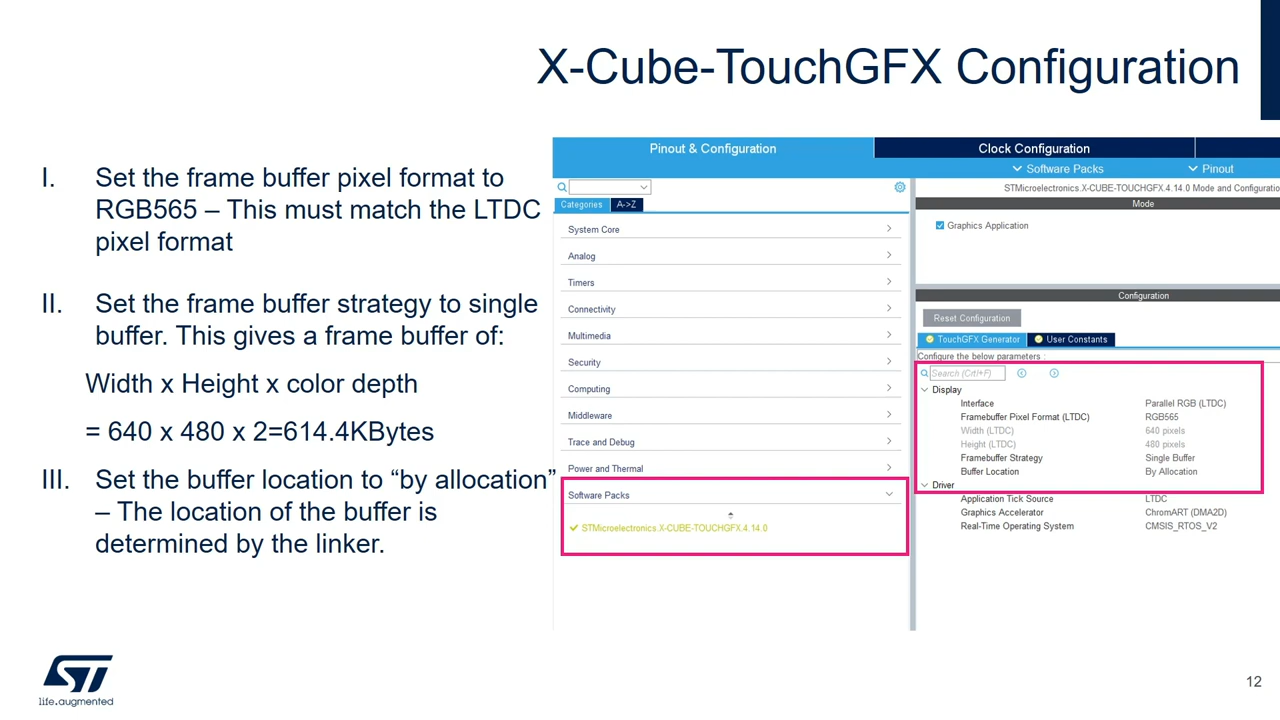 X-Cube-TouchGFX Configuration
I. Set the frame buffer pixel format to
RGB565 – This must match the LTDC
pixel format
II. Set the frame buffer strategy to single
buffer. This gives a frame buffer of:
Width x Height x color depth
= 640 x 480 x 2=614.4KBytes
III. Set the buffer location to “by allocation”
– The location of the buffer is
determined by the linker.
Pinout & Configuration
Clock Configuration
Software Packs
Pinout
Categories
A->Z
System Core
Analog
Timers
Connectivity
Multimedia
Security
Computing
Middleware
Trace and Debug
Power and Thermal
Software Packs
STMicroelectronics X-CUBE-TOUCHGFX.4.14.0
STMicroelectronics.X-CUBE-TOUCHGFX.4.14.0 Mode and Configuratio
Mode
Graphics Application
Configuration
Reset Configuration
TouchGFX Generator
User Constants
Configure the below parameters :
Search (Crtl+F)
Display
Interface Parallel RGB (LTDC)
Framebuffer Pixel Format (LTDC) RGB565
Width (LTDC) 640 pixels
Height (LTDC) 480 pixels
Framebuffer Strategy Single Buffer
Buffer Location By Allocation
Driver
Application Tick Source LTDC
Graphics Accelerator ChromART (DMA2D)
Real-Time Operating System CMSIS_RTOS_V2
ST
life.augmented
12